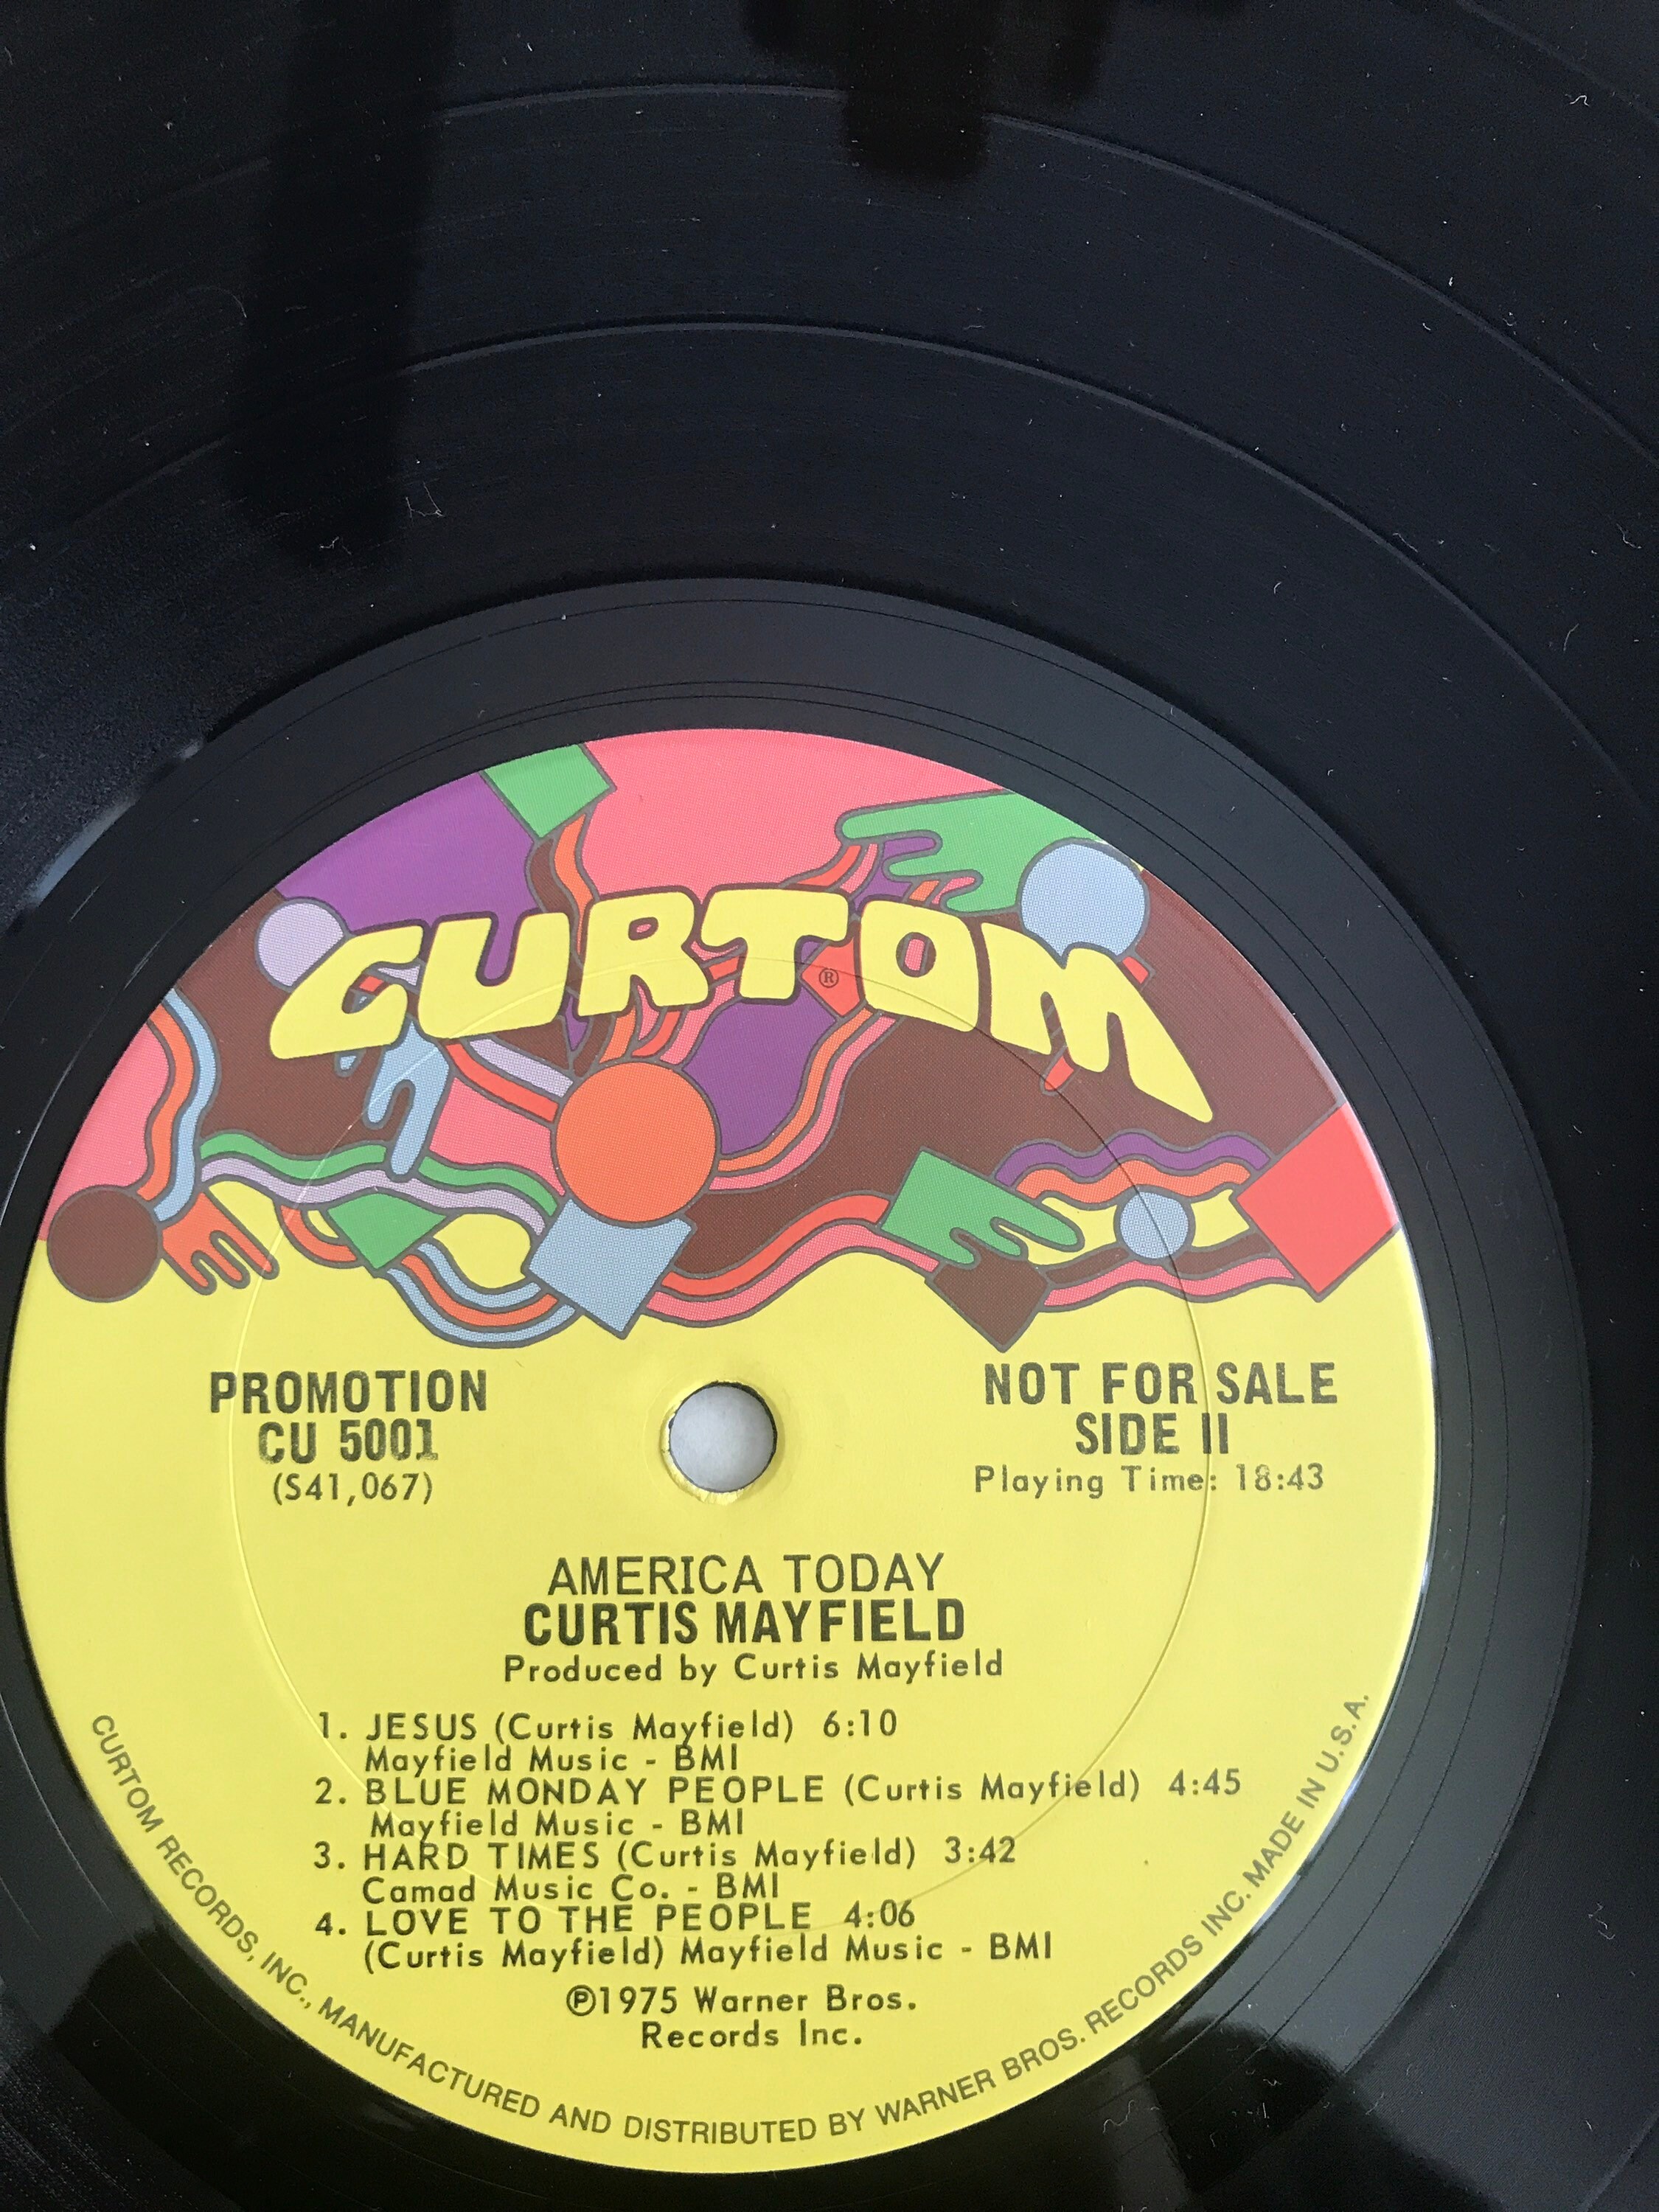 CURTOM
®
PROMOTION
CU 5001
(S41,067)
NOT FOR SALE
SIDE II
Playing Time: 18:43
AMERICA TODAY
CURTIS MAYFIELD
Produced by Curtis Mayfield
1. JESUS (Curtis Mayfield) 6:10
Mayfield Music - BMI
2. BLUE MONDAY PEOPLE (Curtis Mayfield) 4:45
Mayfield Music - BMI
3. HARD TIMES (Curtis Mayfield) 3:42
Camad Music Co. - BMI
4. LOVE TO THE PEOPLE 4:06
(Curtis Mayfield) Mayfield Music - BMI
℗1975 Warner Bros.
Records Inc.
CURTOM RECORDS, INC., MANUFACTURED AND DISTRIBUTED BY WARNER BROS. RECORDS INC. MADE IN U.S.A.